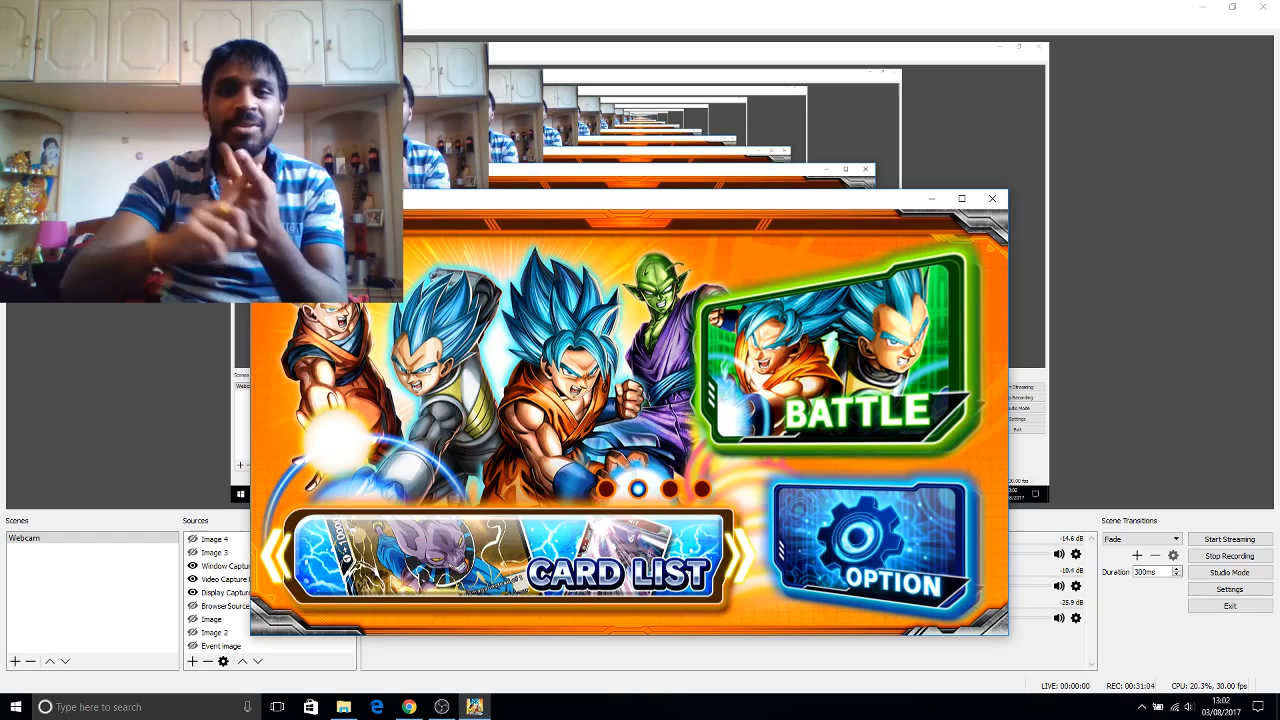 BATTLE
CARD LIST
OPTION
Scenes
Webcam
Sources
Image 4
Image 3
Window Capture
Video Capture
Display Capture
BrowserSource
Image
Image 2
Event image
-14.6 dB
-10.4 dB
-25.9 dB
Scene Transitions
Fade
Duration 300ms
Start Streaming
Stop Recording
Studio Mode
Settings
Exit
LIVE: 00:00:00
REC: 00:31:04
CPU: 20.3%, 30.00 fps
Type here to search
13:02
03/08/2017